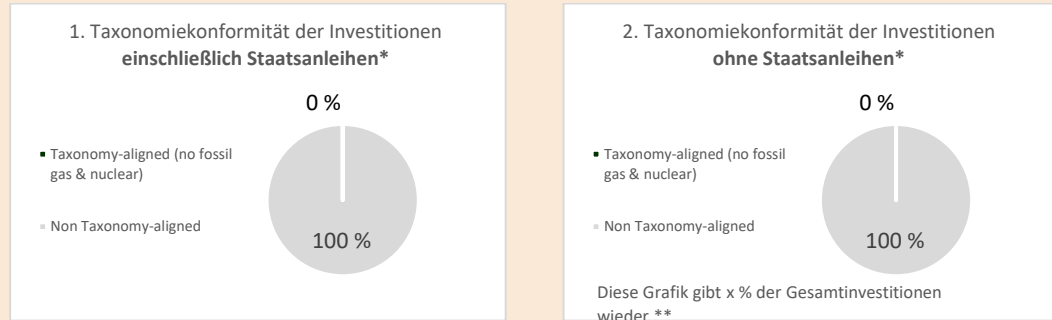 1. Taxonomiekonformität der Investitionen
einschließlich Staatsanleihen*
0 %
Taxonomy-aligned (no fossil
gas & nuclear)
Non Taxonomy-aligned
100 %
2. Taxonomiekonformität der Investitionen
ohne Staatsanleihen*
0 %
Taxonomy-aligned (no fossil
gas & nuclear)
Non Taxonomy-aligned
100 %
Diese Grafik gibt x % der Gesamtinvestitionen
wieder.**